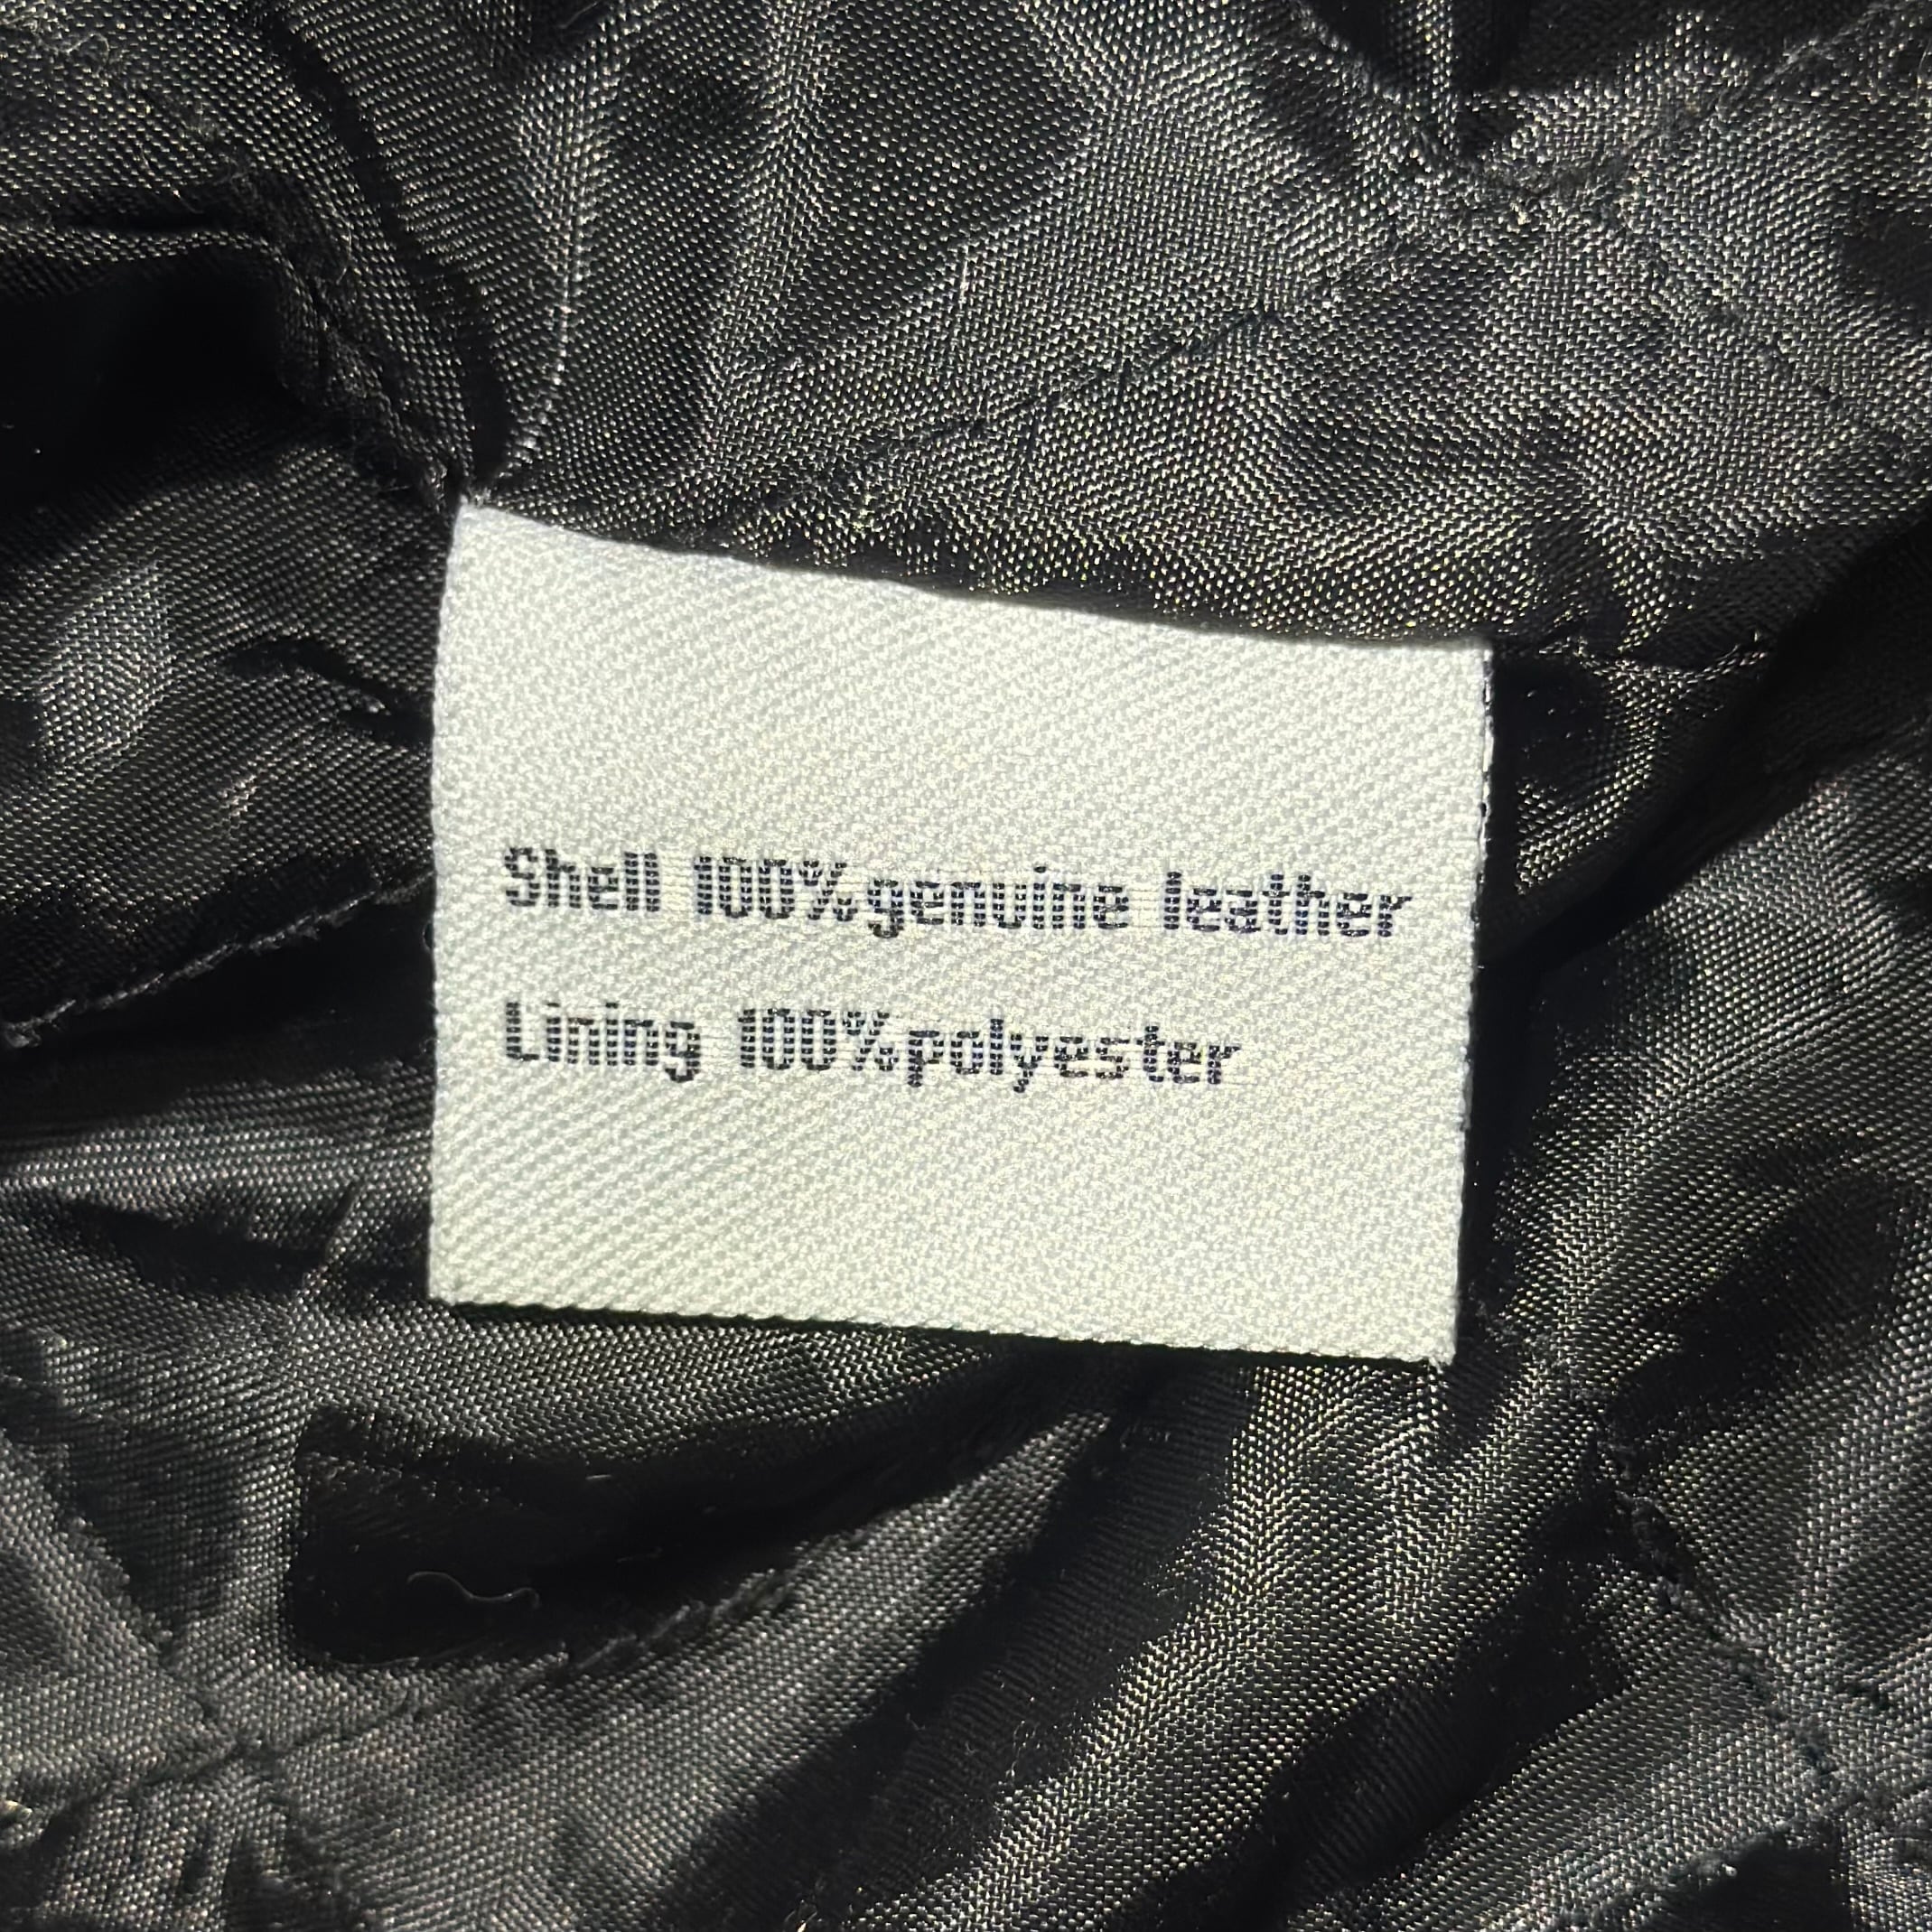 Shell 100%genuine leather
Lining 100%polyester